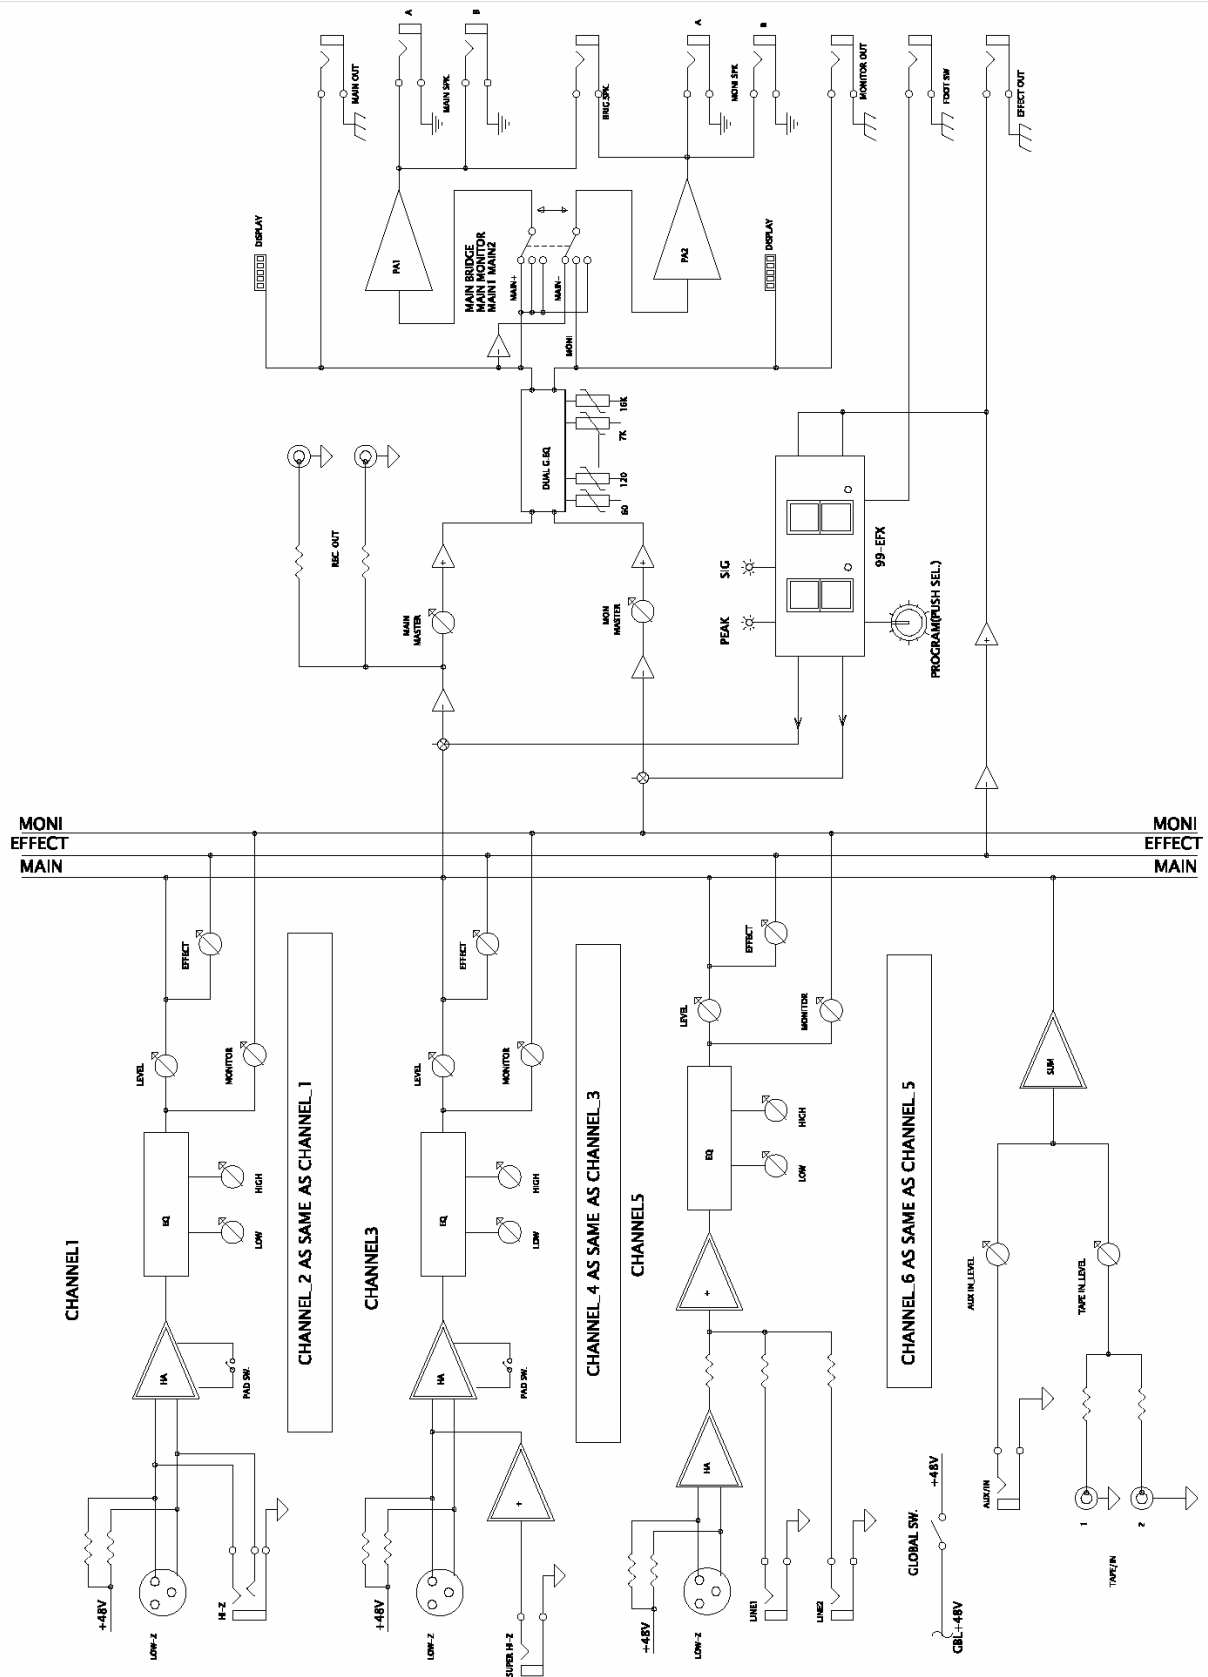 A
B
A
B
MAIN OUT
MAIN SPK.
BRIG SPK.
MONI SPK
MONITOR OUT
FOOT SW
EFFECT OUT
DISPLAY
PA1
MAIN BRIDGE
MAIN MONITOR
MAIN1 MAIN2
MAIN+
MAIN-
MONI
PA2
DISPLAY
DUAL G.EQ
60
120
7K
16K
REC OUT
MAIN
MASTER
MON
MASTER
SIG
PEAK
99-EFX
PROGRAM(PUSH SEL.)
MONI
EFFECT
MAIN
MONI
EFFECT
MAIN
CHANNEL1
EFFECT
LEVEL
MONITOR
EQ
LOW
HIGH
HA
PAD SW.
+48V
LOW-Z
HI-Z
CHANNEL_2 AS SAME AS CHANNEL_1
CHANNEL3
EFFECT
LEVEL
MONITOR
EQ
LOW
HIGH
HA
PAD SW.
+48V
LOW-Z
SUPER HI-Z
CHANNEL_4 AS SAME AS CHANNEL_3
CHANNEL5
EFFECT
LEVEL
MONITOR
EQ
LOW
HIGH
+
HA
+48V
LOW-Z
LINE1
LINE2
CHANNEL_6 AS SAME AS CHANNEL_5
SUM
AUX IN_LEVEL
TAPE IN_LEVEL
AUX/IN
1
2
TAPE/IN
GLOBAL SW.
+48V
GBL+48V